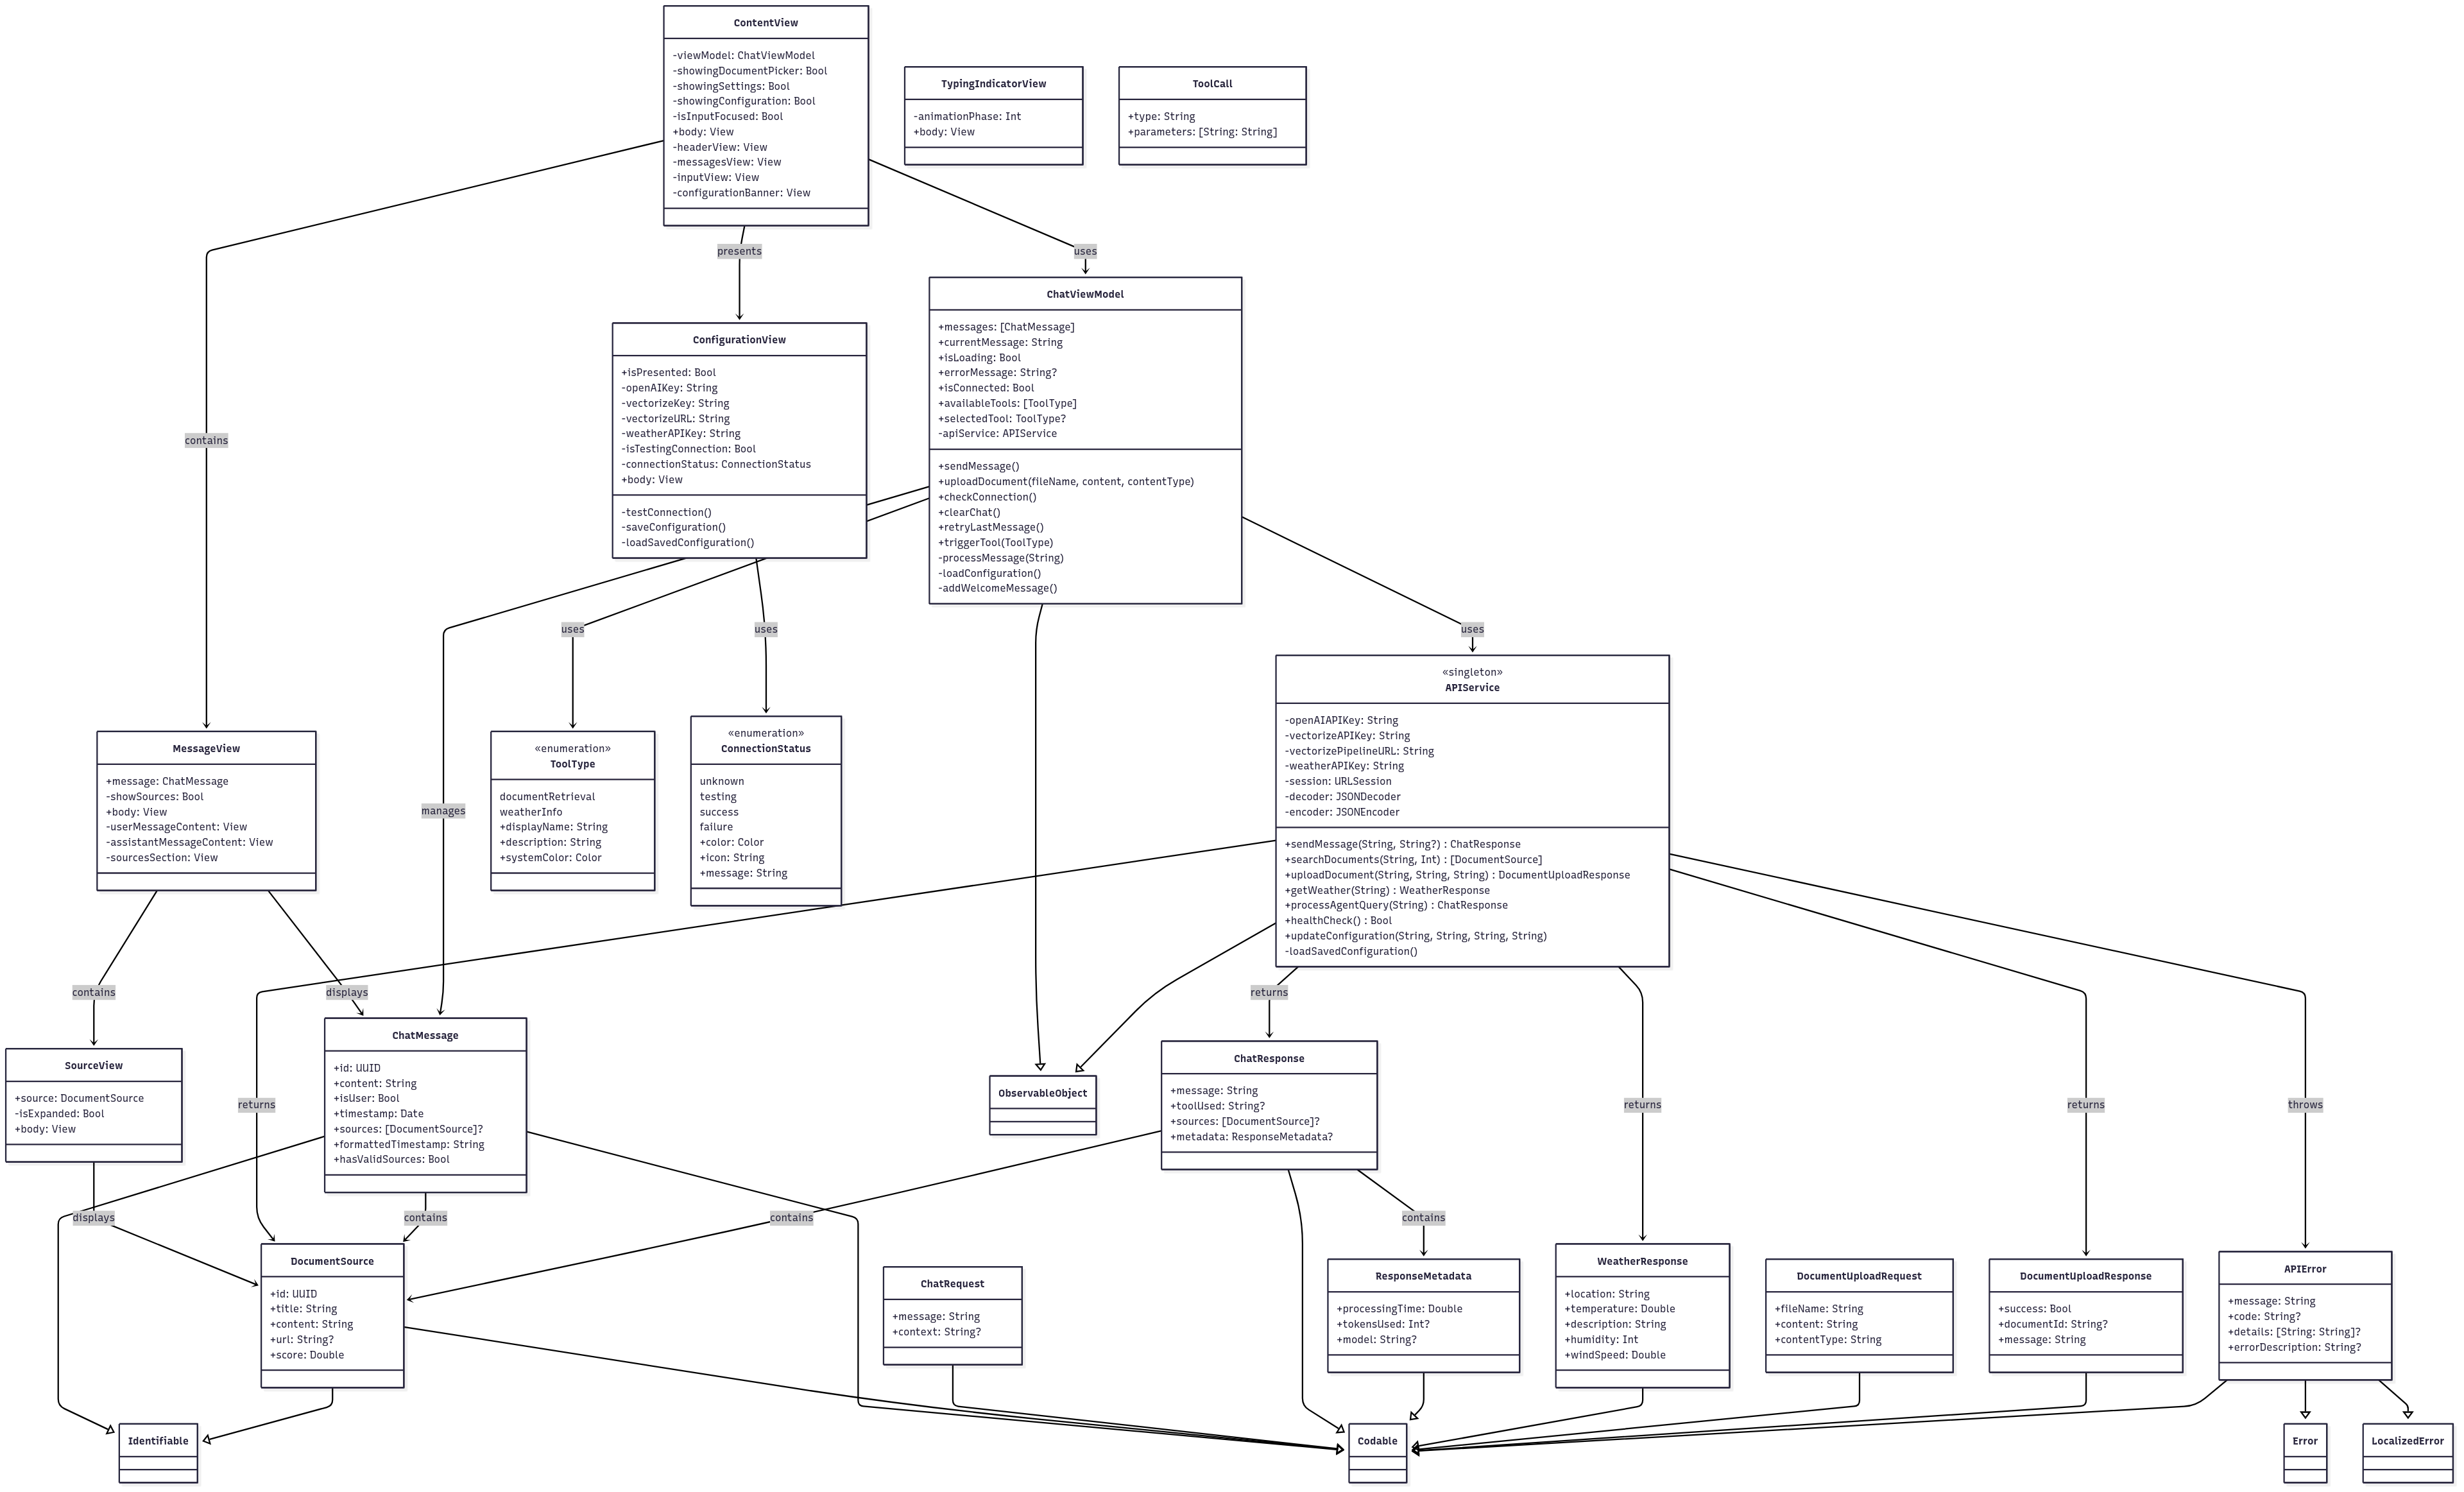 ContentView
-viewModel: ChatViewModel
-showingDocumentPicker: Bool
-showingSettings: Bool
-showingConfiguration: Bool
-isInputFocused: Bool
+body: View
-headerView: View
-messagesView: View
-inputView: View
-configurationBanner: View
TypingIndicatorView
-animationPhase: Int
+body: View
ToolCall
+type: String
+parameters: [String: String]
presents
uses
ChatViewModel
+messages: [ChatMessage]
+currentMessage: String
+isLoading: Bool
+errorMessage: String?
+isConnected: Bool
+availableTools: [ToolType]
+selectedTool: ToolType?
-apiService: APIService
+sendMessage()
+uploadDocument(fileName, content, contentType)
+checkConnection()
+clearChat()
+retryLastMessage()
+triggerTool(ToolType)
-processMessage(String)
-loadConfiguration()
-addWelcomeMessage()
ConfigurationView
+isPresented: Bool
-openAIKey: String
-vectorizeKey: String
-vectorizeURL: String
-weatherAPIKey: String
-isTestingConnection: Bool
-connectionStatus: ConnectionStatus
+body: View
-testConnection()
-saveConfiguration()
-loadSavedConfiguration()
contains
uses
uses
uses
«singleton»
APIService
-openAIAPIKey: String
-vectorizeAPIKey: String
-vectorizePipelineURL: String
-weatherAPIKey: String
-session: URLSession
-decoder: JSONDecoder
-encoder: JSONEncoder
+sendMessage(String, String?) : ChatResponse
+searchDocuments(String, Int) : [DocumentSource]
+uploadDocument(String, String, String) : DocumentUploadResponse
+getWeather(String) : WeatherResponse
+processAgentQuery(String) : ChatResponse
+healthCheck() : Bool
+updateConfiguration(String, String, String, String)
-loadSavedConfiguration()
MessageView
+message: ChatMessage
-showSources: Bool
+body: View
-userMessageContent: View
-assistantMessageContent: View
-sourcesSection: View
manages
«enumeration»
ToolType
documentRetrieval
weatherInfo
+displayName: String
+description: String
+systemColor: Color
«enumeration»
ConnectionStatus
unknown
testing
success
failure
+color: Color
+icon: String
+message: String
contains
displays
returns
SourceView
+source: DocumentSource
-isExpanded: Bool
+body: View
returns
ChatMessage
+id: UUID
+content: String
+isUser: Bool
+timestamp: Date
+sources: [DocumentSource]?
+formattedTimestamp: String
+hasValidSources: Bool
ObservableObject
ChatResponse
+message: String
+toolUsed: String?
+sources: [DocumentSource]?
+metadata: ResponseMetadata?
returns
returns
throws
displays
contains
contains
contains
DocumentSource
+id: UUID
+title: String
+content: String
+url: String?
+score: Double
ChatRequest
+message: String
+context: String?
ResponseMetadata
+processingTime: Double
+tokensUsed: Int?
+model: String?
WeatherResponse
+location: String
+temperature: Double
+description: String
+humidity: Int
+windSpeed: Double
DocumentUploadRequest
+fileName: String
+content: String
+contentType: String
DocumentUploadResponse
+success: Bool
+documentId: String?
+message: String
APIError
+message: String
+code: String?
+details: [String: String]?
+errorDescription: String?
Identifiable
Codable
Error
LocalizedError